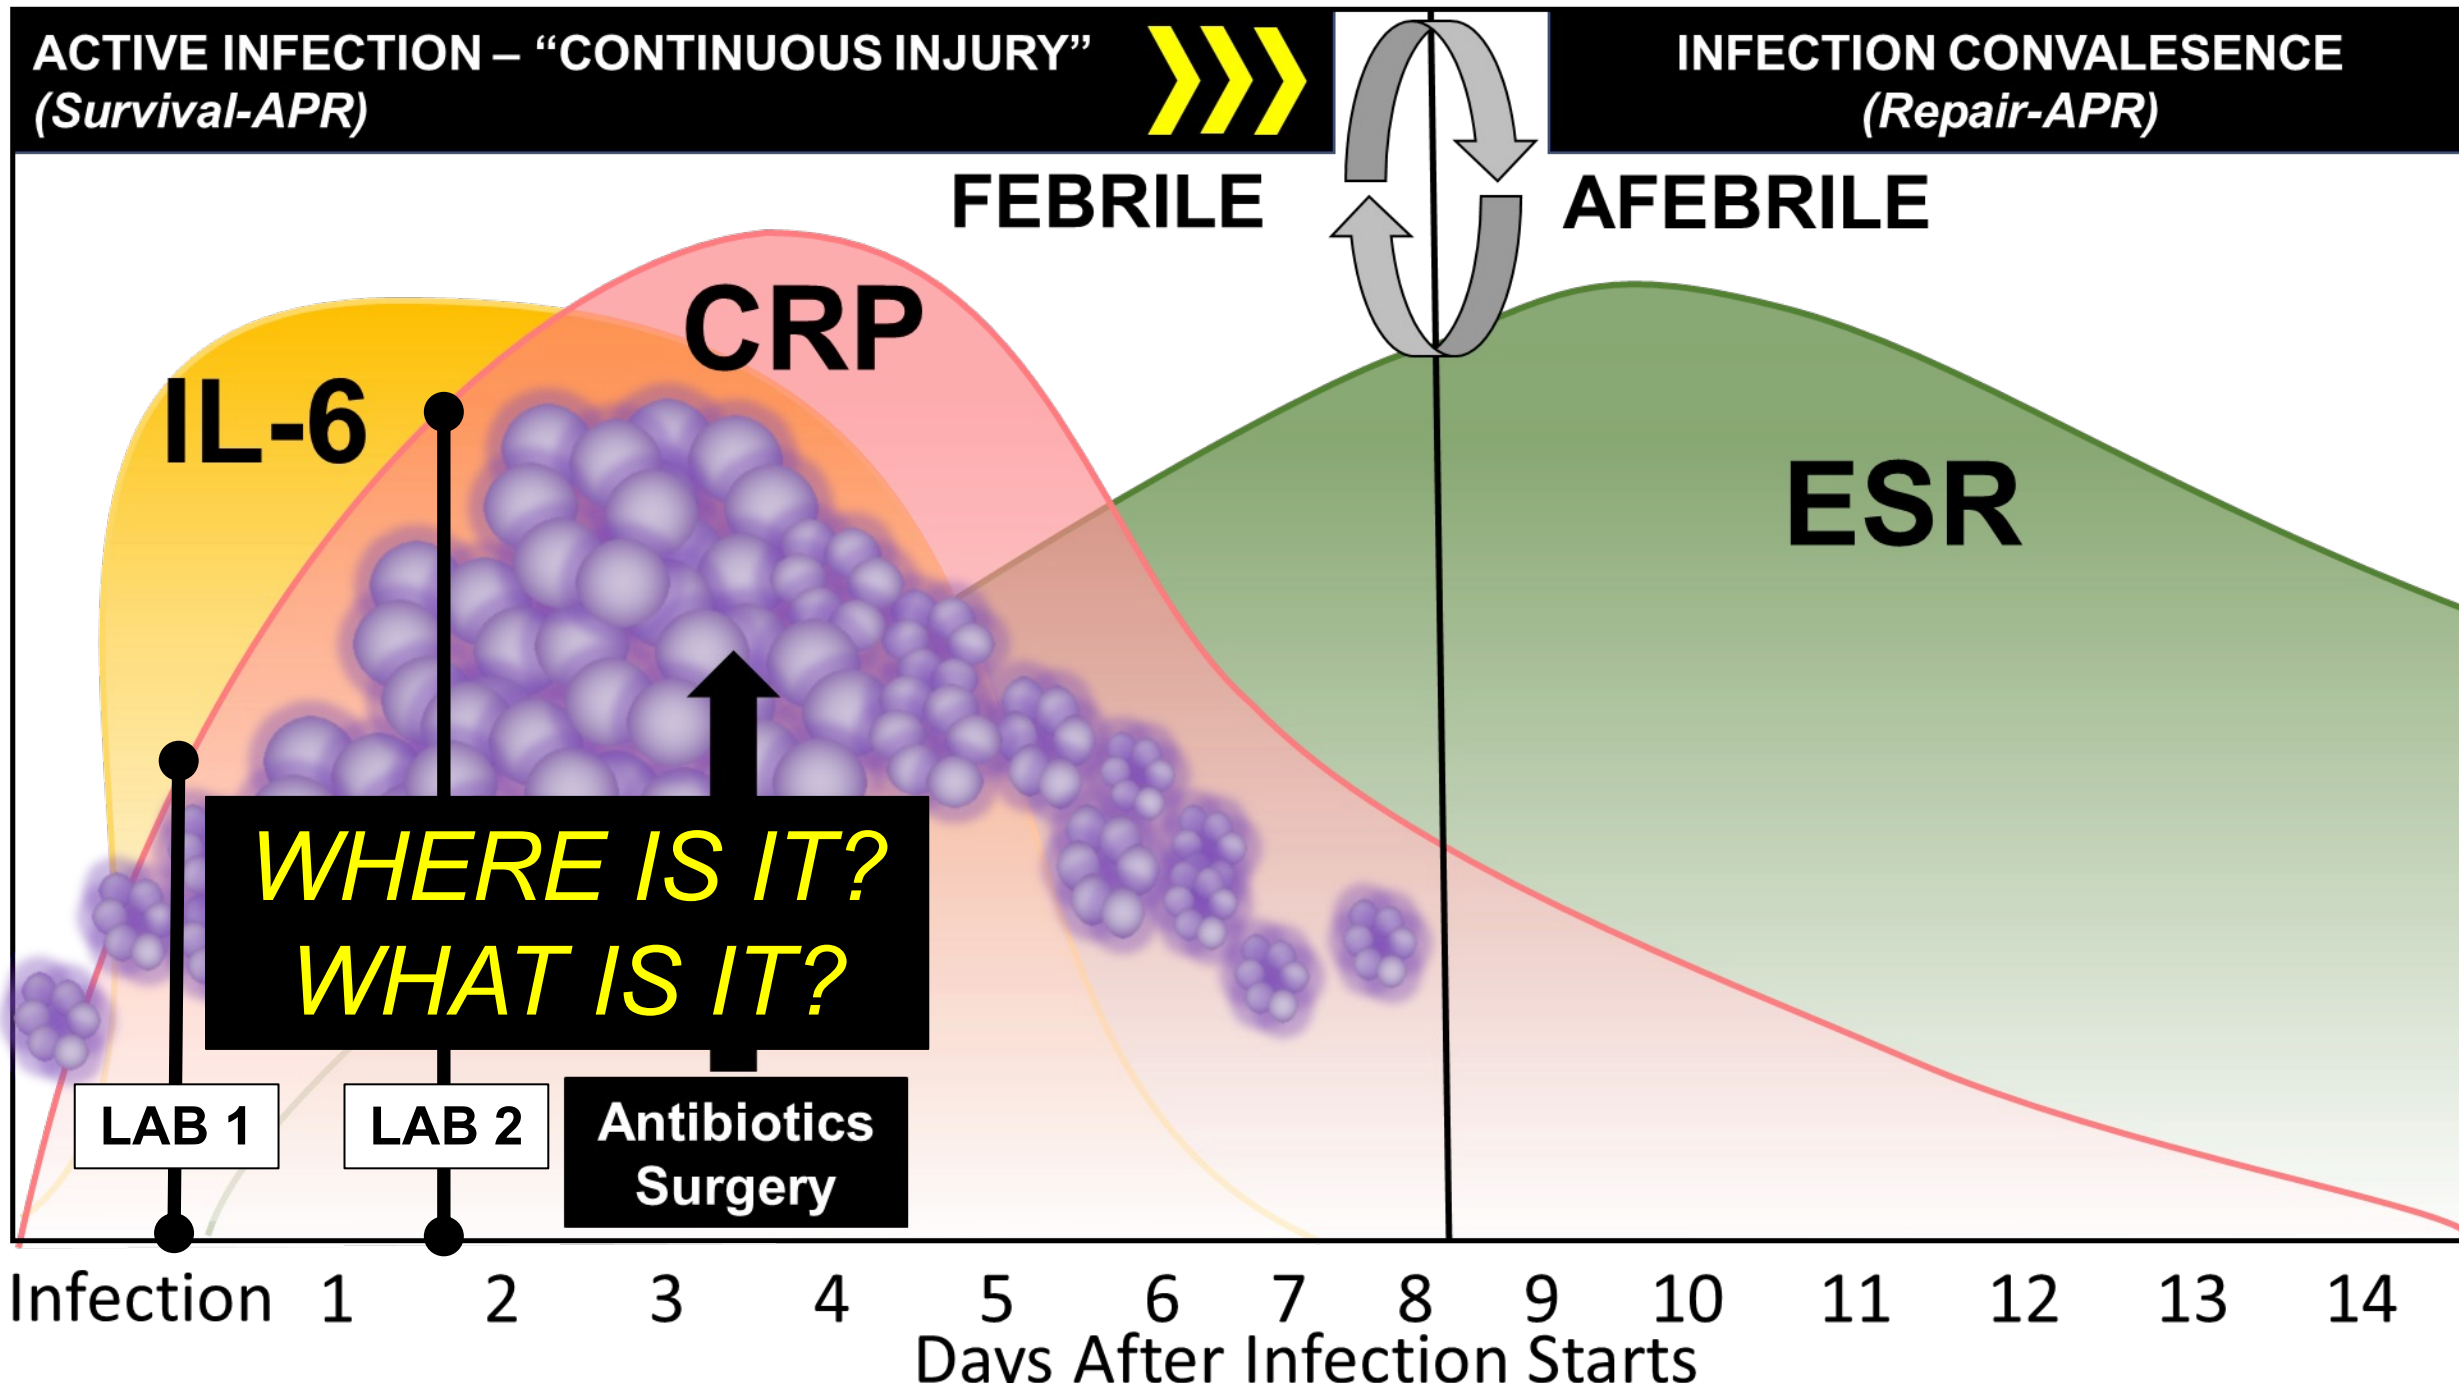 ACTIVE INFECTION – “CONTINUOUS INJURY”
(Survival-APR)
INFECTION CONVALESENCE
(Repair-APR)
FEBRILE
AFEBRILE
CRP
IL-6
ESR
WHERE IS IT?
WHAT IS IT?
LAB 1
LAB 2
Antibiotics
Surgery
Infection 1 2 3 4 5 6 7 8 9 10 11 12 13 14
Days After Infection Starts